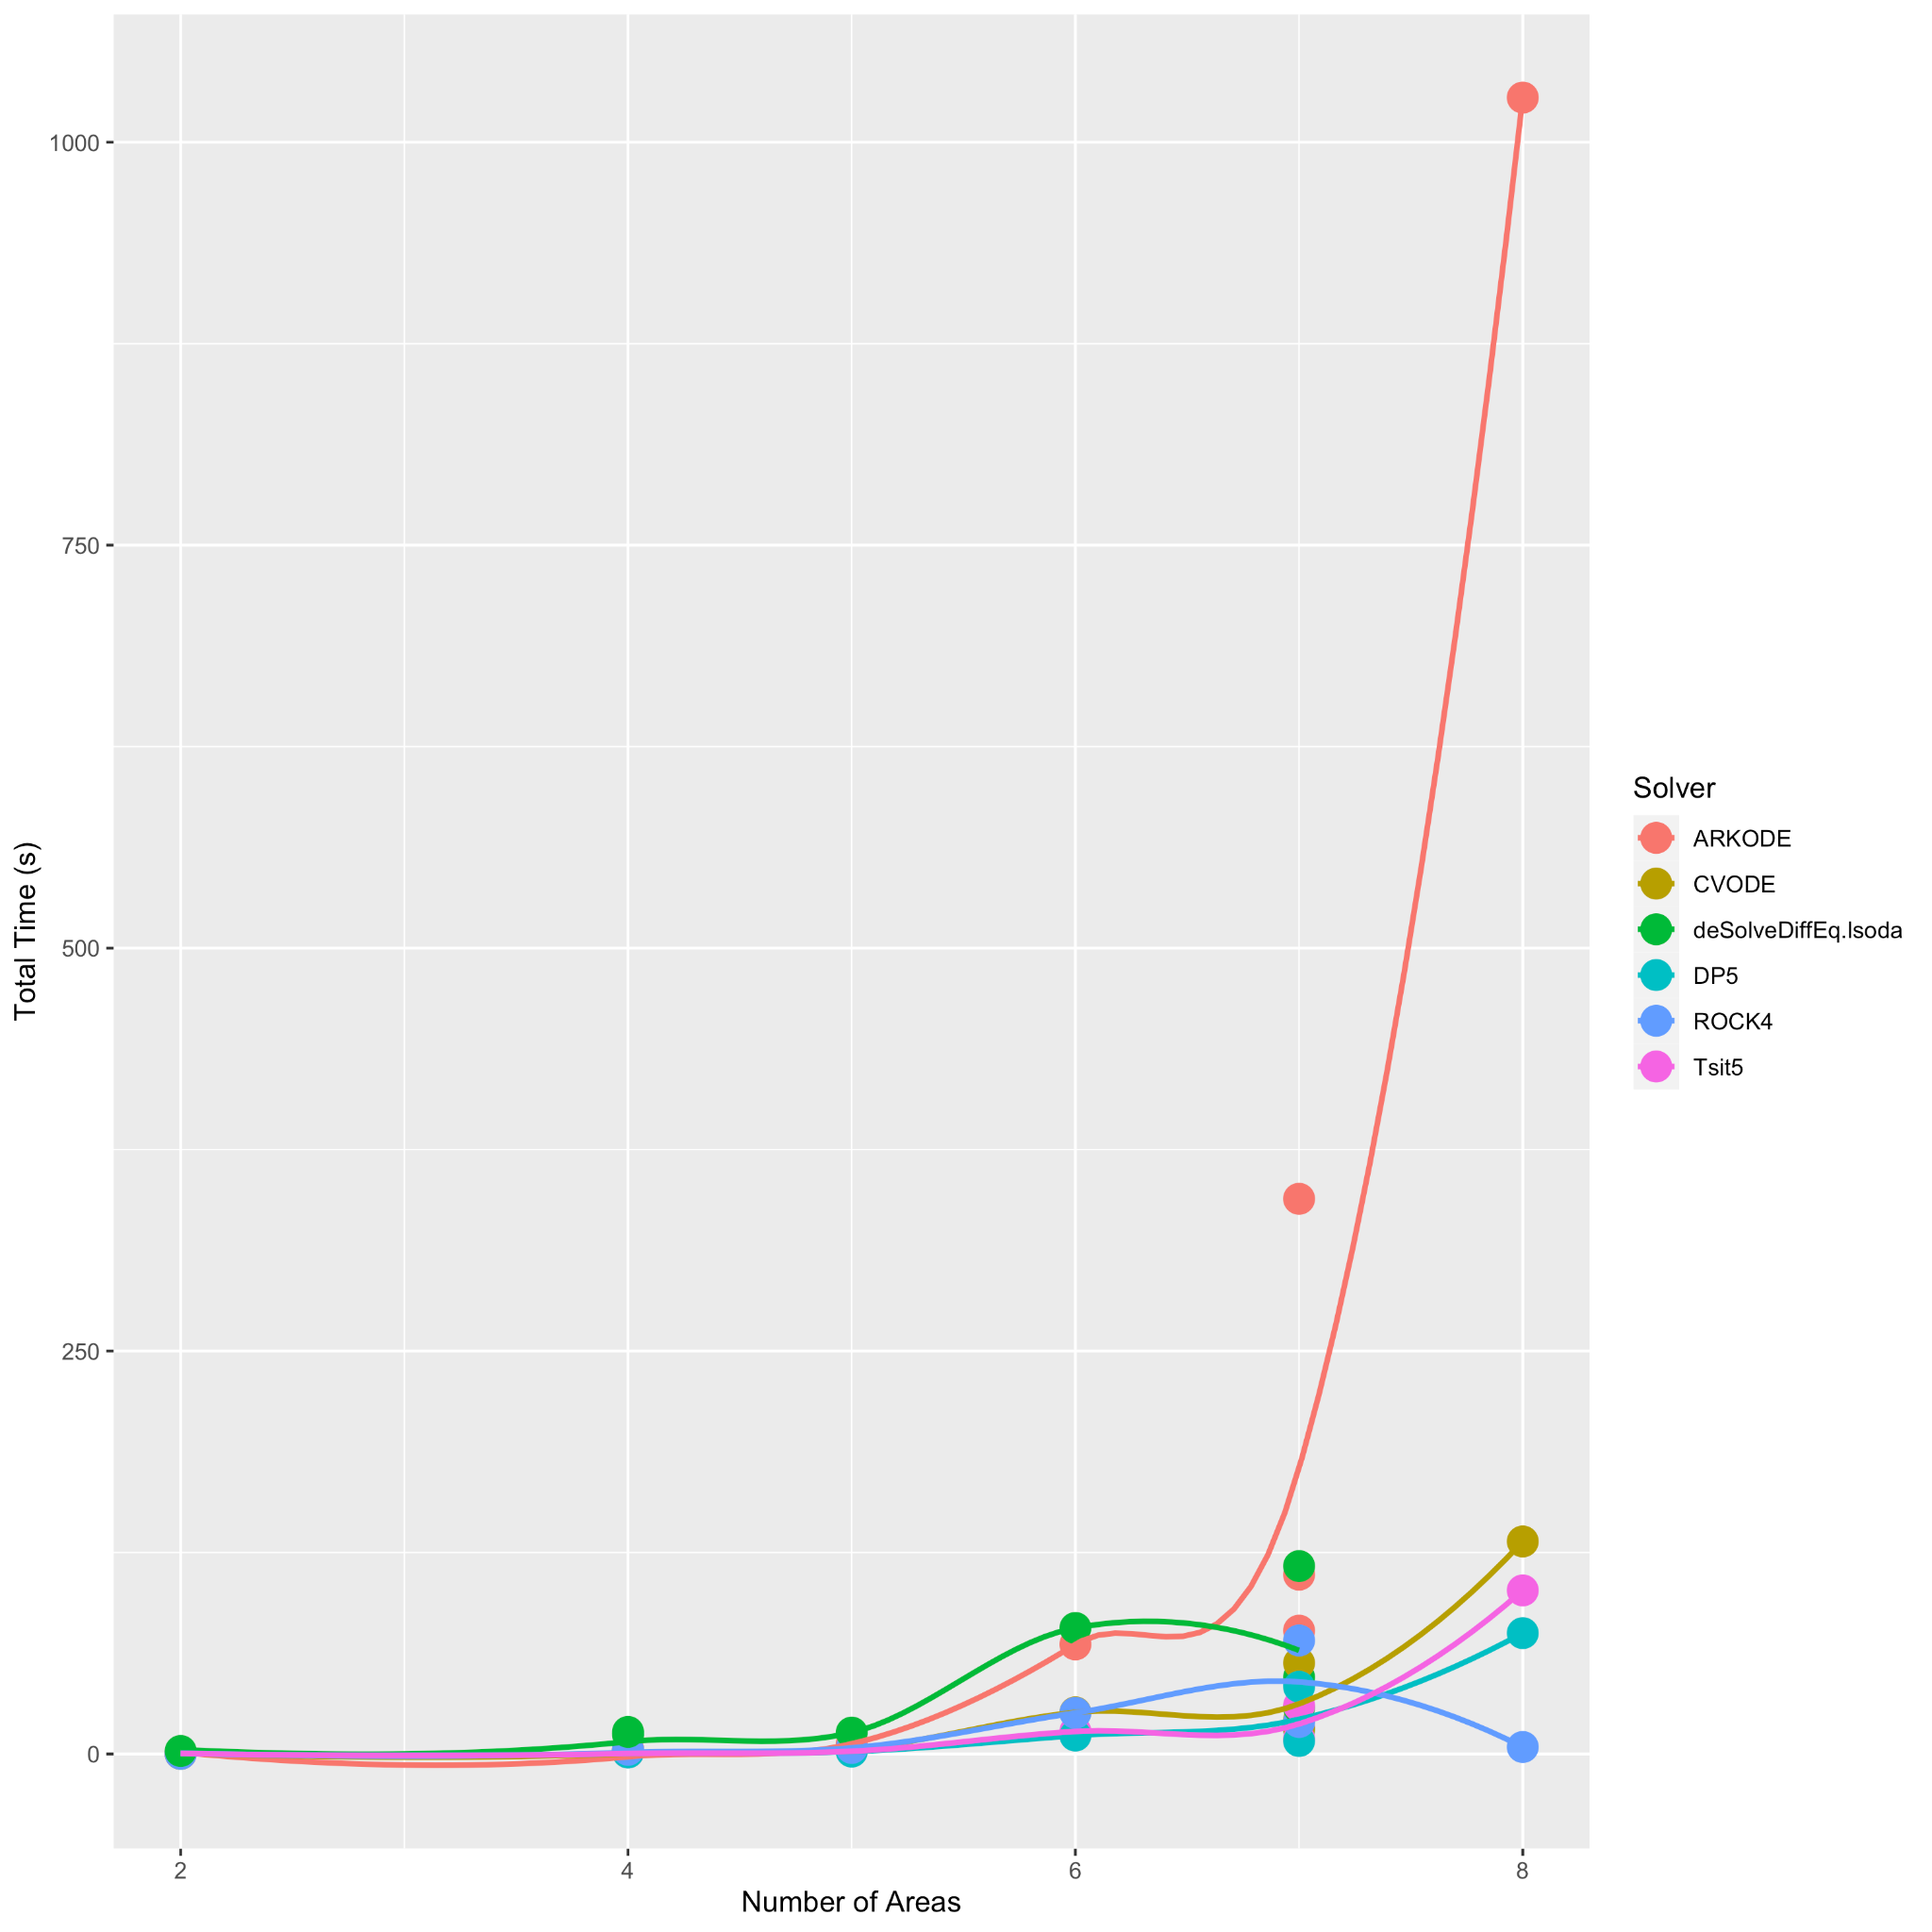 1000
750
500
250
0
Total Time (s)
2
4
6
8
Number of Areas
Solver
ARKODE
CVODE
deSolveDiffEq.lsoda
DP5
ROCK4
Tsit5